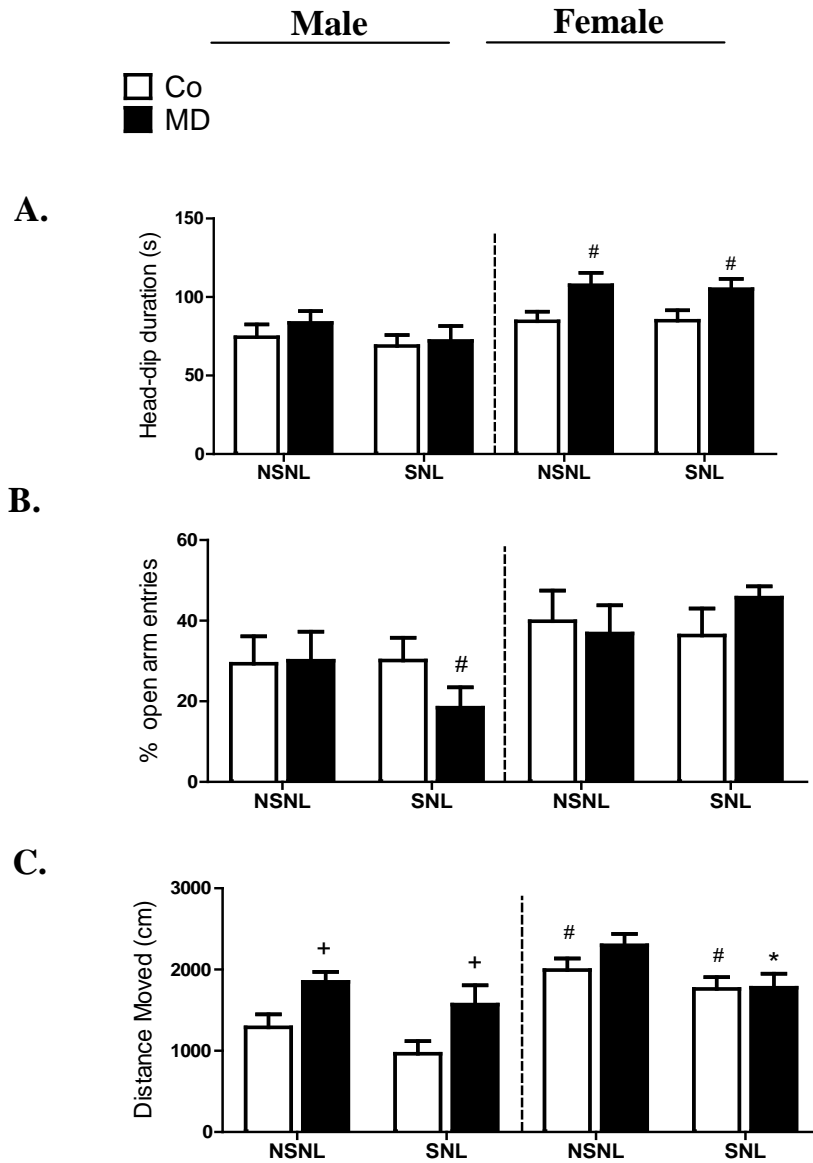 Male Female
Co
MD
A.
Head-dip duration (s)
150
100
50
0
# #
NSNL SNL NSNL SNL
B.
% open arm entries
60
40
20
0
#
NSNL SNL NSNL SNL
C.
Distance Moved (cm)
3000
2000
1000
0
+ + # # *
NSNL SNL NSNL SNL